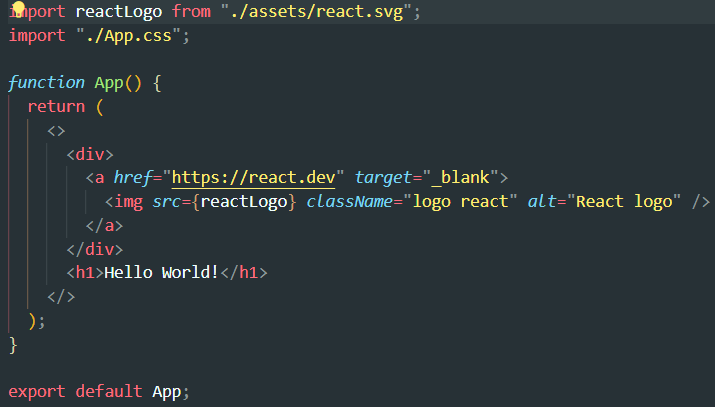 import reactLogo from "./assets/react.svg";
import "./App.css";

function App() {
  return (
    <>
      <div>
        <a href="https://react.dev" target="_blank">
          <img src={reactLogo} className="logo react" alt="React logo" />
        </a>
      </div>
      <h1>Hello World!</h1>
    </>
  );
}

export default App;